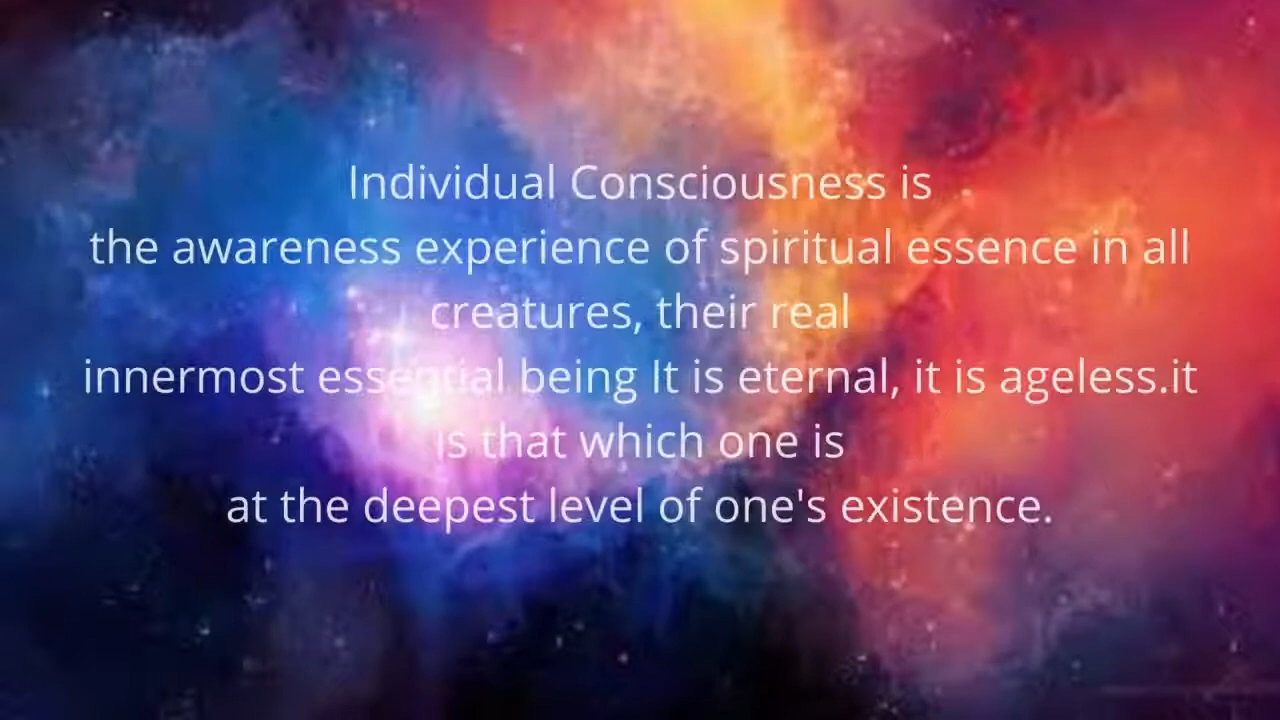 Individual Consciousness is
the awareness experience of spiritual essence in all
creatures, their real
innermost essential being It is eternal, it is ageless.it
is that which one is
at the deepest level of one's existence.